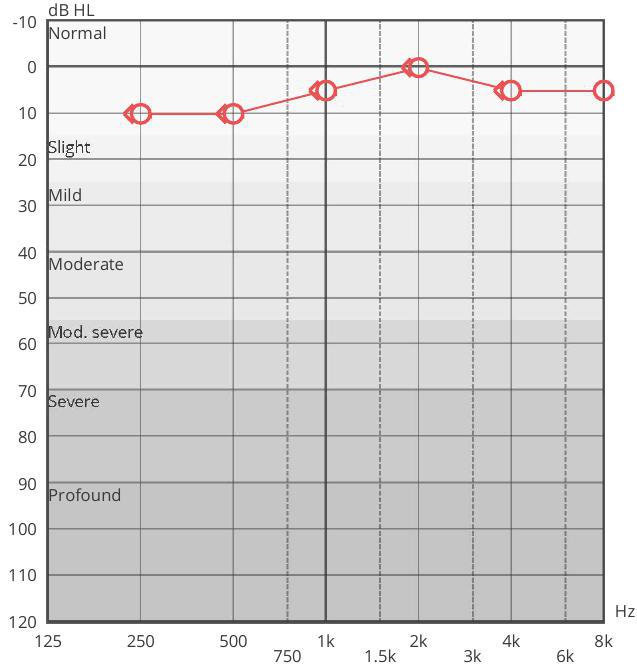 dB HL
-10
Normal
0
10
Slight
20
Mild
30
40
Moderate
50
Mod. severe
60
70
Severe
80
90
Profound
100
110
120
Hz
125 250 500 1k 2k 4k 8k
750 1.5k 3k 6k